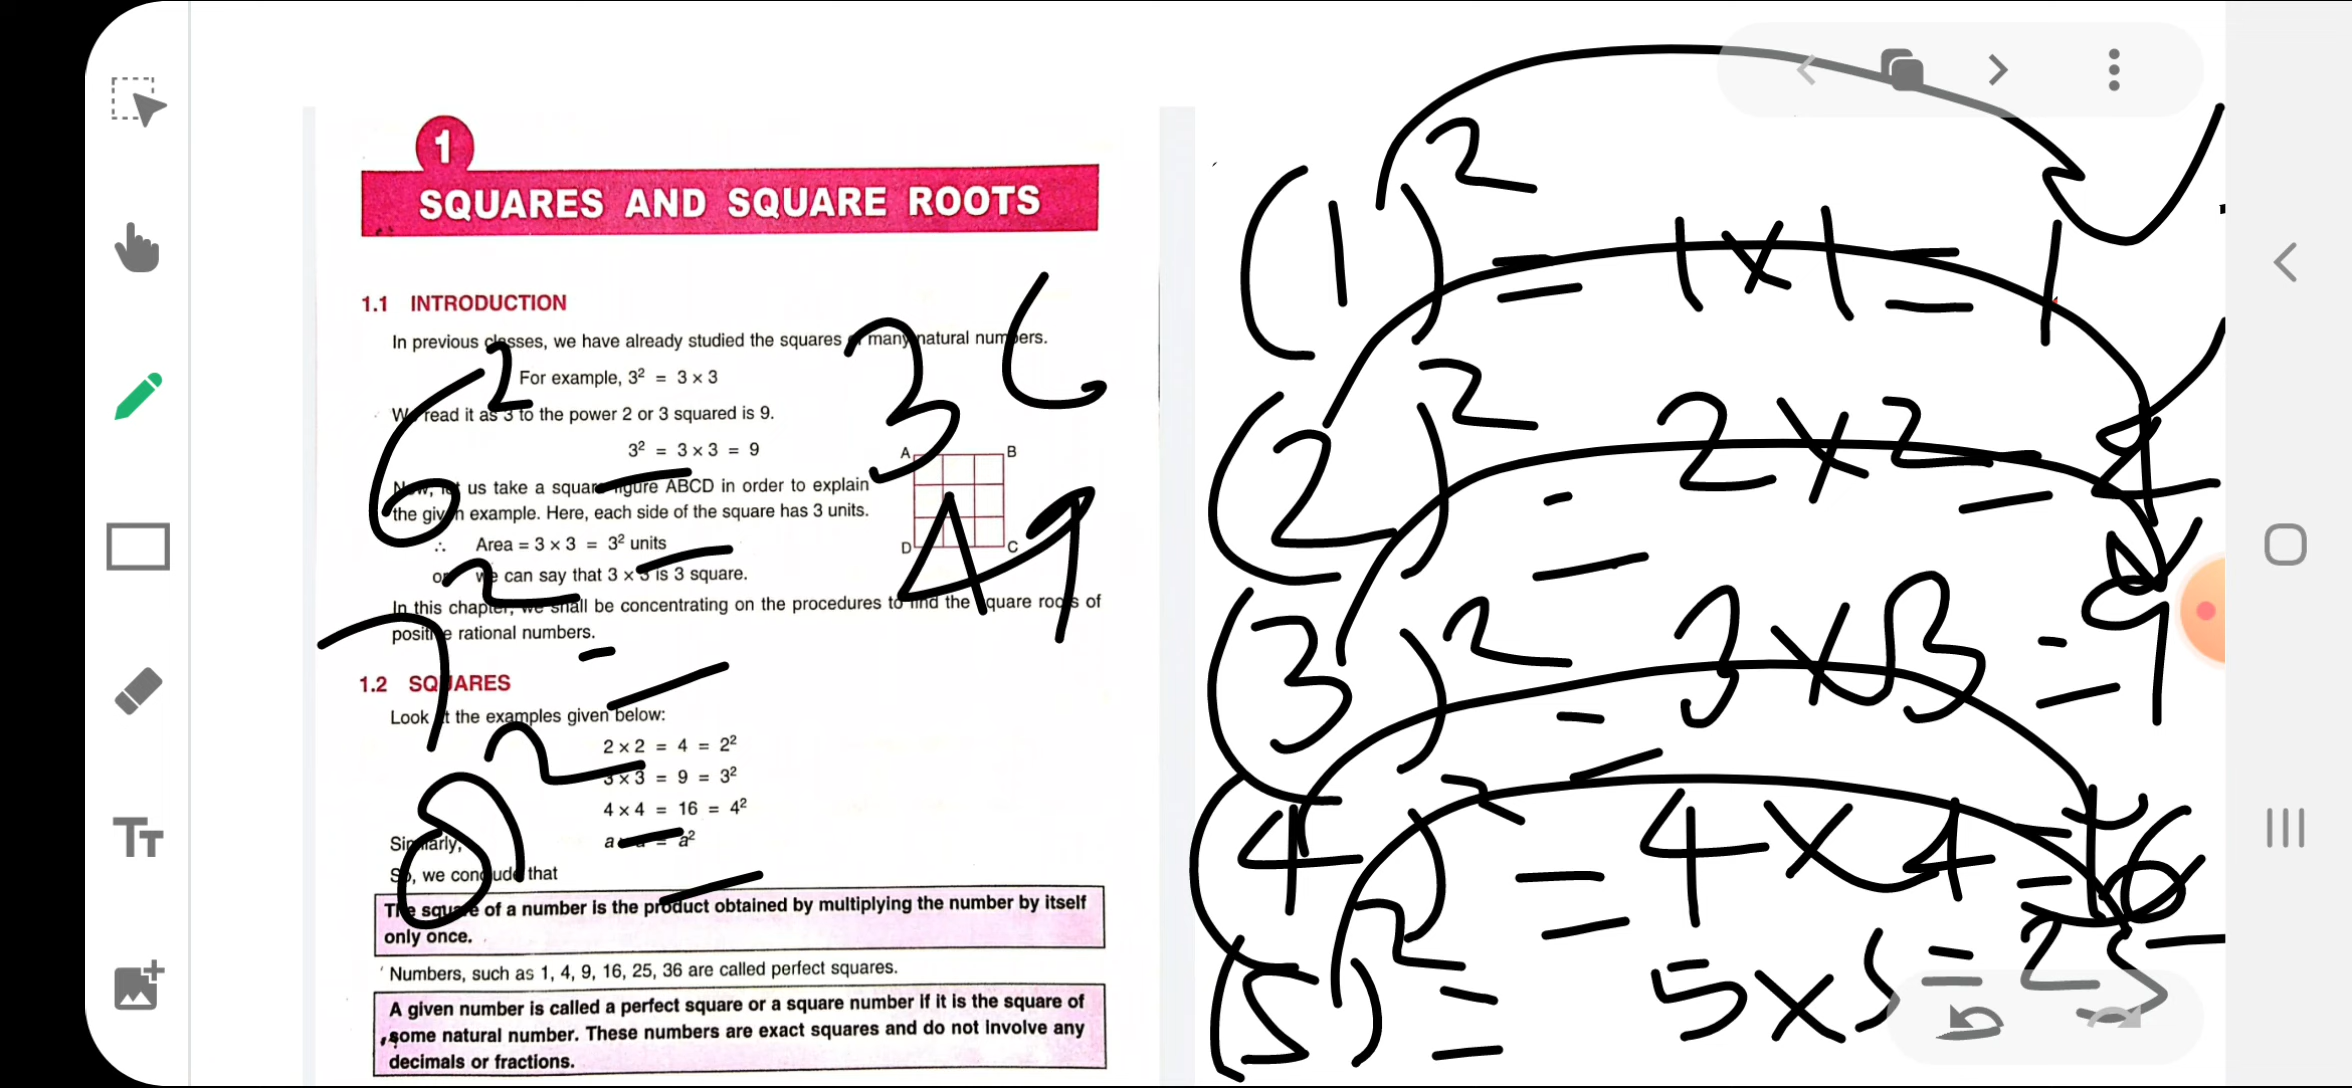 1
SQUARES AND SQUARE ROOTS
1.1 INTRODUCTION
In previous classes, we have already studied the squares of many natural numbers.
For example, 3² = 3 × 3
We read it as 3 to the power 2 or 3 squared is 9.
3² = 3 × 3 = 9
Now, let us take a square figure ABCD in order to explain
the given example. Here, each side of the square has 3 units.
∴ Area = 3 × 3 = 3² units
or we can say that 3 × 3 is 3 square.
A B
D C
In this chapter, we shall be concentrating on the procedures to find the square roots of
positive rational numbers.
1.2 SQUARES
Look at the examples given below:
2 × 2 = 4 = 2²
3 × 3 = 9 = 3²
4 × 4 = 16 = 4²
Similarly, a × a = a²
So, we conclude that
The square of a number is the product obtained by multiplying the number by itself
only once.
Numbers, such as 1, 4, 9, 16, 25, 36 are called perfect squares.
A given number is called a perfect square or a square number if it is the square of
some natural number. These numbers are exact squares and do not involve any
decimals or fractions.
6² = 36
7² = 49
8² =
(1)² = 1×1 = 1
(2)² = 2×2 = 4
(3)² = 3×3 = 9
(4)² = 4×4 = 16
(5)² = 5×5 = 25
TT